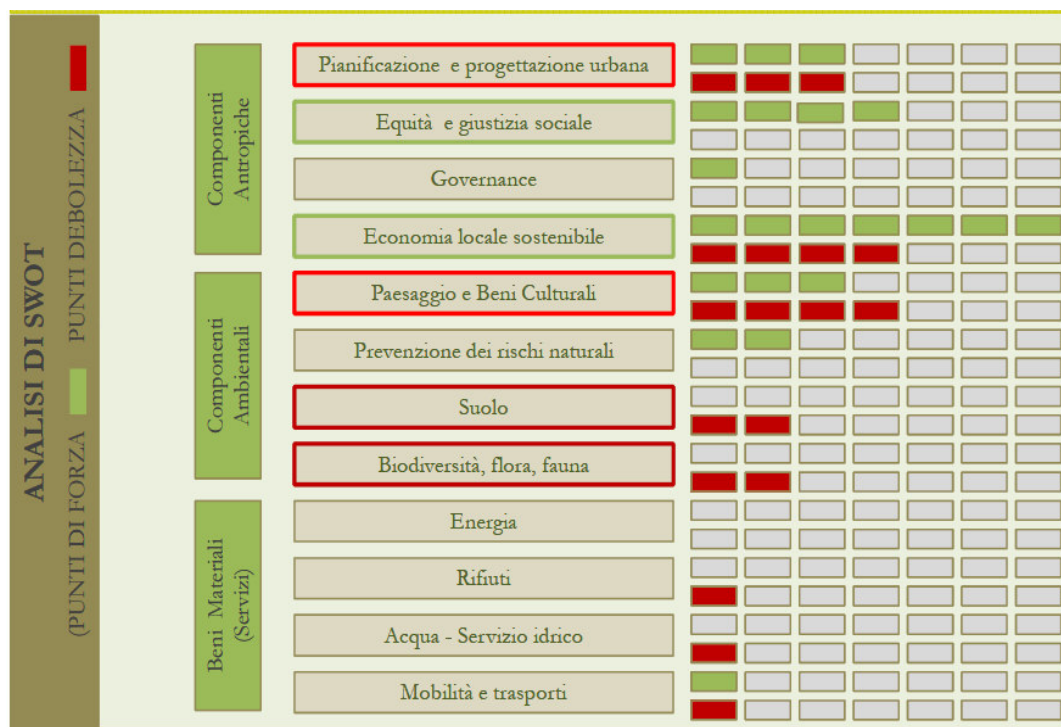 ANALISI DI SWOT
(PUNTI DI FORZA
PUNTI DEBOLEZZA
Componenti
Antropiche
Pianificazione e progettazione urbana
Equità e giustizia sociale
Governance
Economia locale sostenibile
Componenti
Ambientali
Paesaggio e Beni Culturali
Prevenzione dei rischi naturali
Suolo
Biodiversità, flora, fauna
Beni Materiali
(Servizi)
Energia
Rifiuti
Acqua - Servizio idrico
Mobilità e trasporti